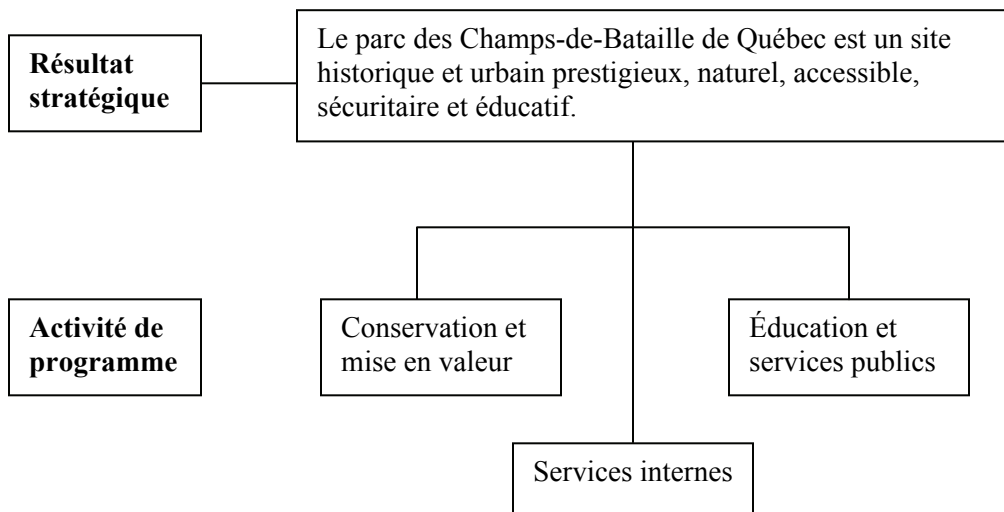 Résultat
stratégique
Le parc des Champs-de-Bataille de Québec est un site
historique et urbain prestigieux, naturel, accessible,
sécuritaire et éducatif.
Activité de
programme
Conservation et
mise en valeur
Éducation et
services publics
Services internes